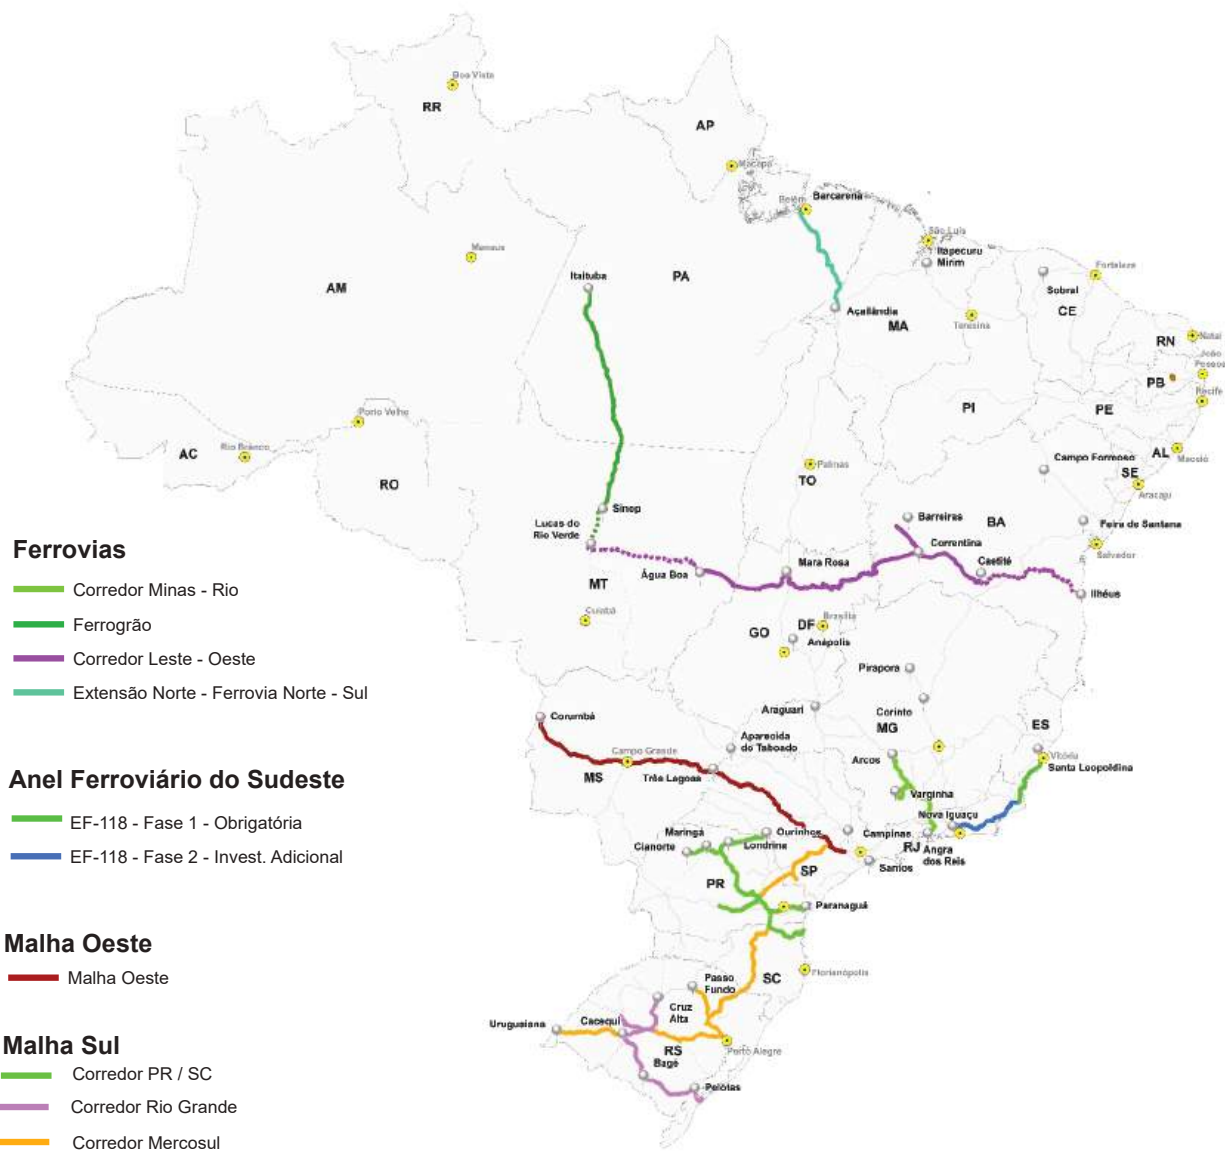 Boa Vista
RR
AP
Macapá
Belém
Barcarena
São Luís
Itapecuru
Mirim
Manaus
Itaituba
PA
Fortaleza
Sobral
AM
Açailândia
CE
MA
Teresina
RN
Natal
João
Pessoa
PB
Recife
PI
PE
Porto Velho
Rio Branco
AC
AL
Maceió
Campo Formoso
SE
Palmas
TO
RO
Aracaju
Sinop
Lucas do
Rio Verde
Barreiras
BA
Feira de Santana
Correntina
Salvador
Ferrovias
Mara Rosa
Caetité
Água Boa
MT
Ilhéus
Corredor Minas - Rio
Cuiabá
Brasília
DF
Ferrogrão
GO
Anápolis
Corredor Leste - Oeste
Pirapora
Extensão Norte - Ferrovia Norte - Sul
Corumbá
Araguari
Corinto
MG
ES
Aparecida
do Taboado
Campo Grande
Vitória
Arcos
Santa Leopoldina
Anel Ferroviário do Sudeste
MS
Três Lagoas
Varginha
EF-118 - Fase 1 - Obrigatória
Nova Iguaçu
Maringá
Ourinhos
Campinas
Cianorte
Londrina
RJ
Angra
dos Reis
EF-118 - Fase 2 - Invest. Adicional
SP
Santos
PR
Paranaguá
Malha Oeste
Malha Oeste
Florianópolis
SC
Passo
Fundo
Cruz
Alta
Uruguaiana
Cacequi
Malha Sul
RS
Porto Alegre
Bagé
Corredor PR / SC
Pelotas
Corredor Rio Grande
Corredor Mercosul